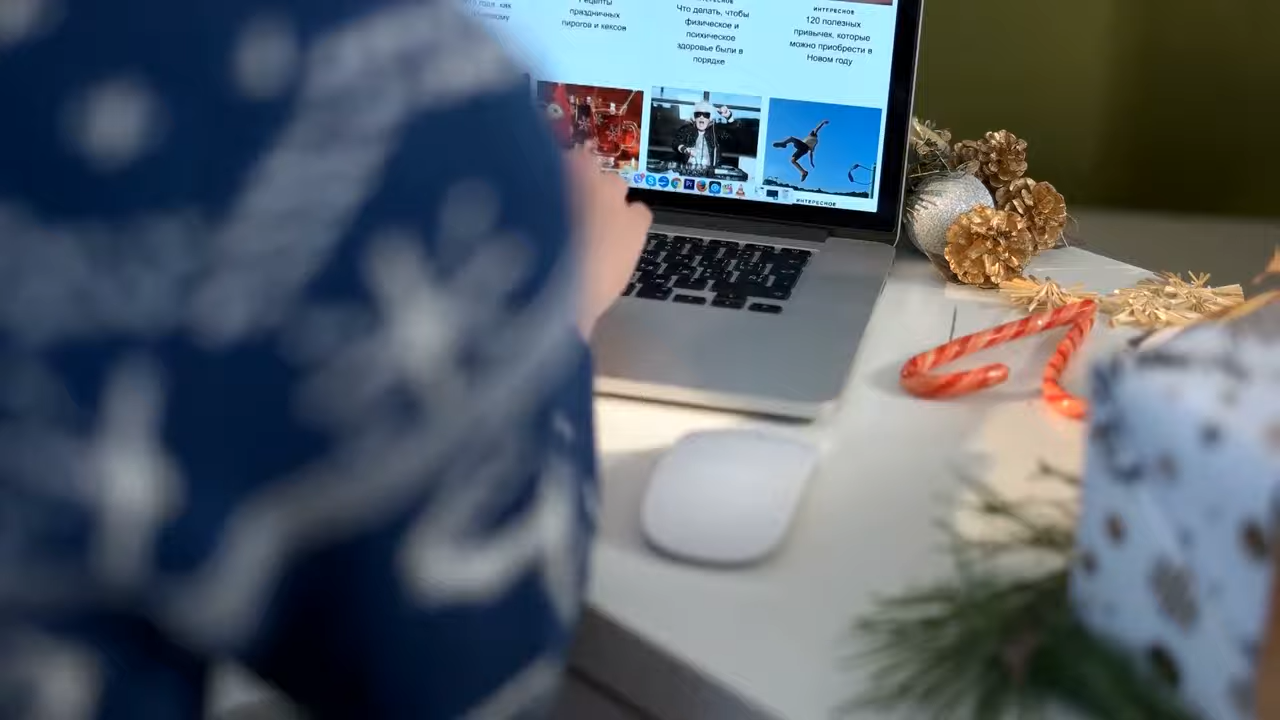 Рецепты
праздничных
пирогов и кексов
Что делать, чтобы
физическое и
психическое
здоровье были в
порядке
ИНТЕРЕСНОЕ
120 полезных
привычек, которые
можно приобрести в
Новом году
ИНТЕРЕСНОЕ